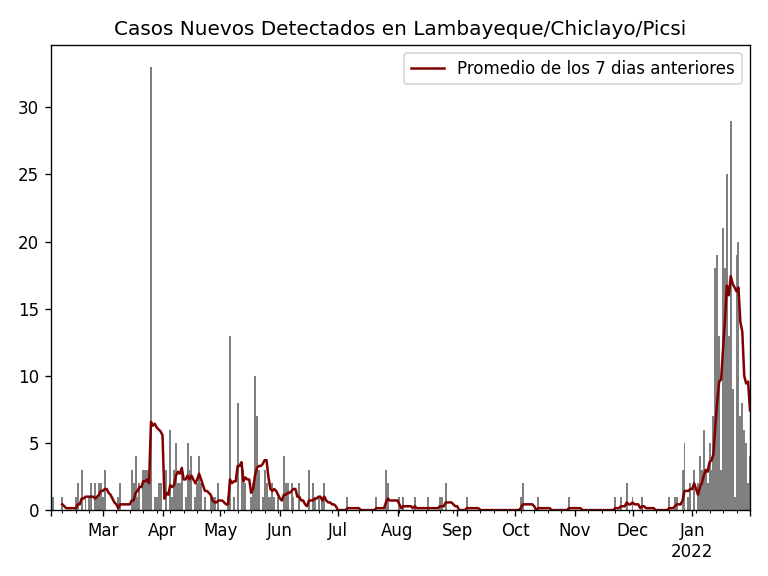 Casos Nuevos Detectados en Lambayeque/Chiclayo/Picsi
Promedio de los 7 dias anteriores
30
25
20
15
10
5
0
Mar Apr May Jun Jul Aug Sep Oct Nov Dec Jan
2022